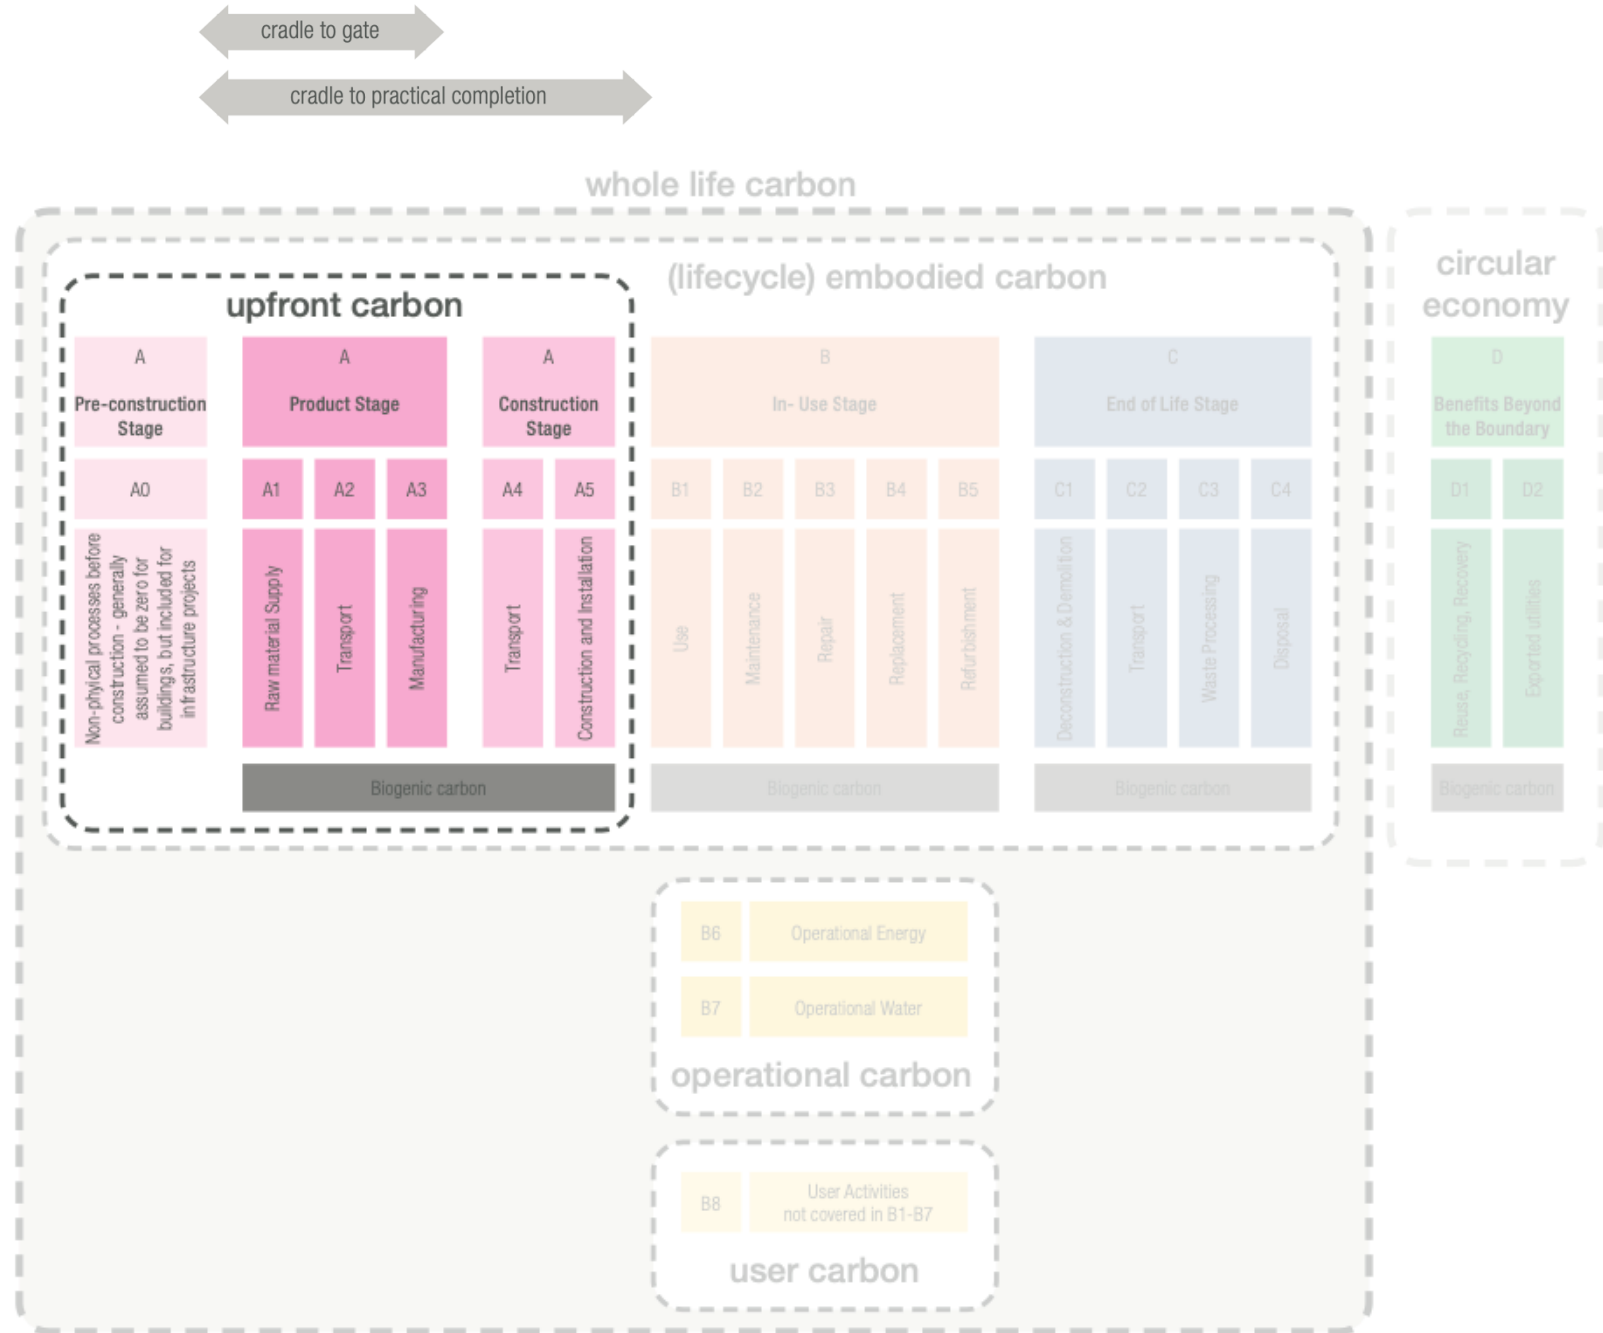 cradle to gate
cradle to practical completion
whole life carbon
(lifecycle) embodied carbon
upfront carbon
circular
economy
A
Pre-construction
Stage
A
Product Stage
A
Construction
Stage
B
In- Use Stage
C
End of Life Stage
D
Benefits Beyond
the Boundary
A0
A1
A2
A3
A4
A5
B1
B2
B3
B4
B5
C1
C2
C3
C4
D1
D2
Non-phyical processes before
construction - generally
assumed to be zero for
buildings, but included for
infrastructure projects
Raw material Supply
Transport
Manufacturing
Transport
Construction and Installation
Use
Maintenance
Repair
Replacement
Refurbishment
Deconstruction & Demolition
Transport
Waste Processing
Disposal
Reuse, Recycling, Recovery
Exported utilities
Biogenic carbon
Biogenic carbon
Biogenic carbon
Biogenic carbon
B6
Operational Energy
B7
Operational Water
operational carbon
B8
User Activities
not covered in B1-B7
user carbon